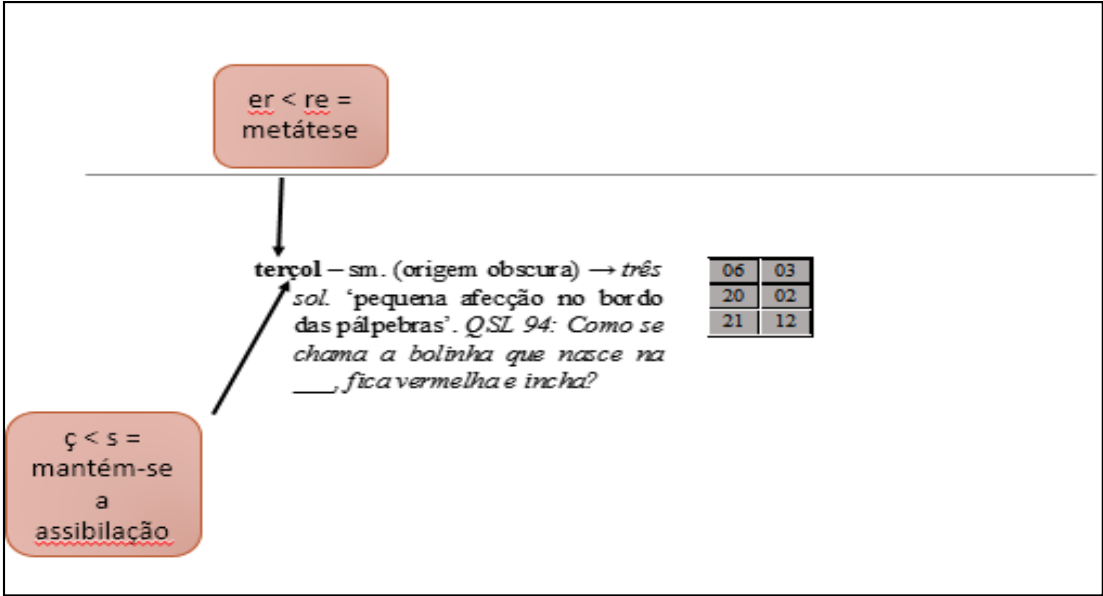 er < re =
metátese
terçol – sm. (origem obscura) → três
sol. ‘pequena afecção no bordo
das pálpebras’. QSL 94: Como se
chama a bolinha que nasce na
___, fica vermelha e incha?
06 03
20 02
21 12
ç < s =
mantém-se
a
assibilação